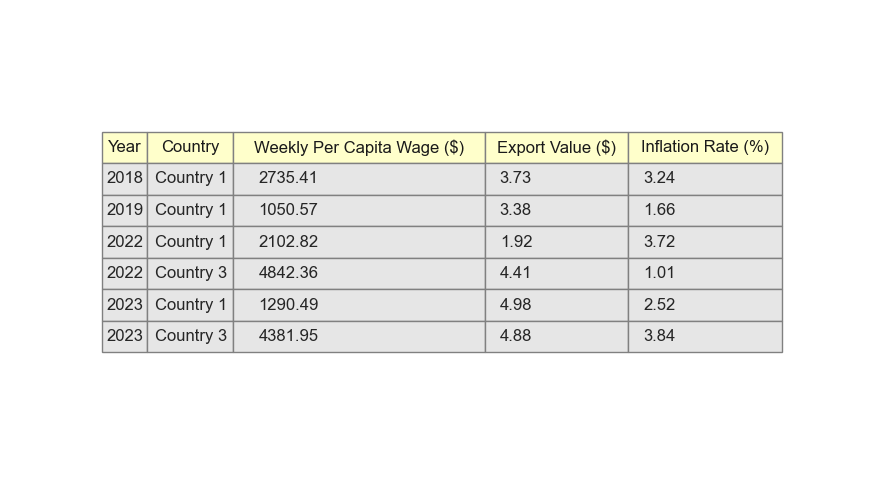 Year Country Weekly Per Capita Wage ($) Export Value ($) Inflation Rate (%)
2018 Country 1 2735.41 3.73 3.24
2019 Country 1 1050.57 3.38 1.66
2022 Country 1 2102.82 1.92 3.72
2022 Country 3 4842.36 4.41 1.01
2023 Country 1 1290.49 4.98 2.52
2023 Country 3 4381.95 4.88 3.84